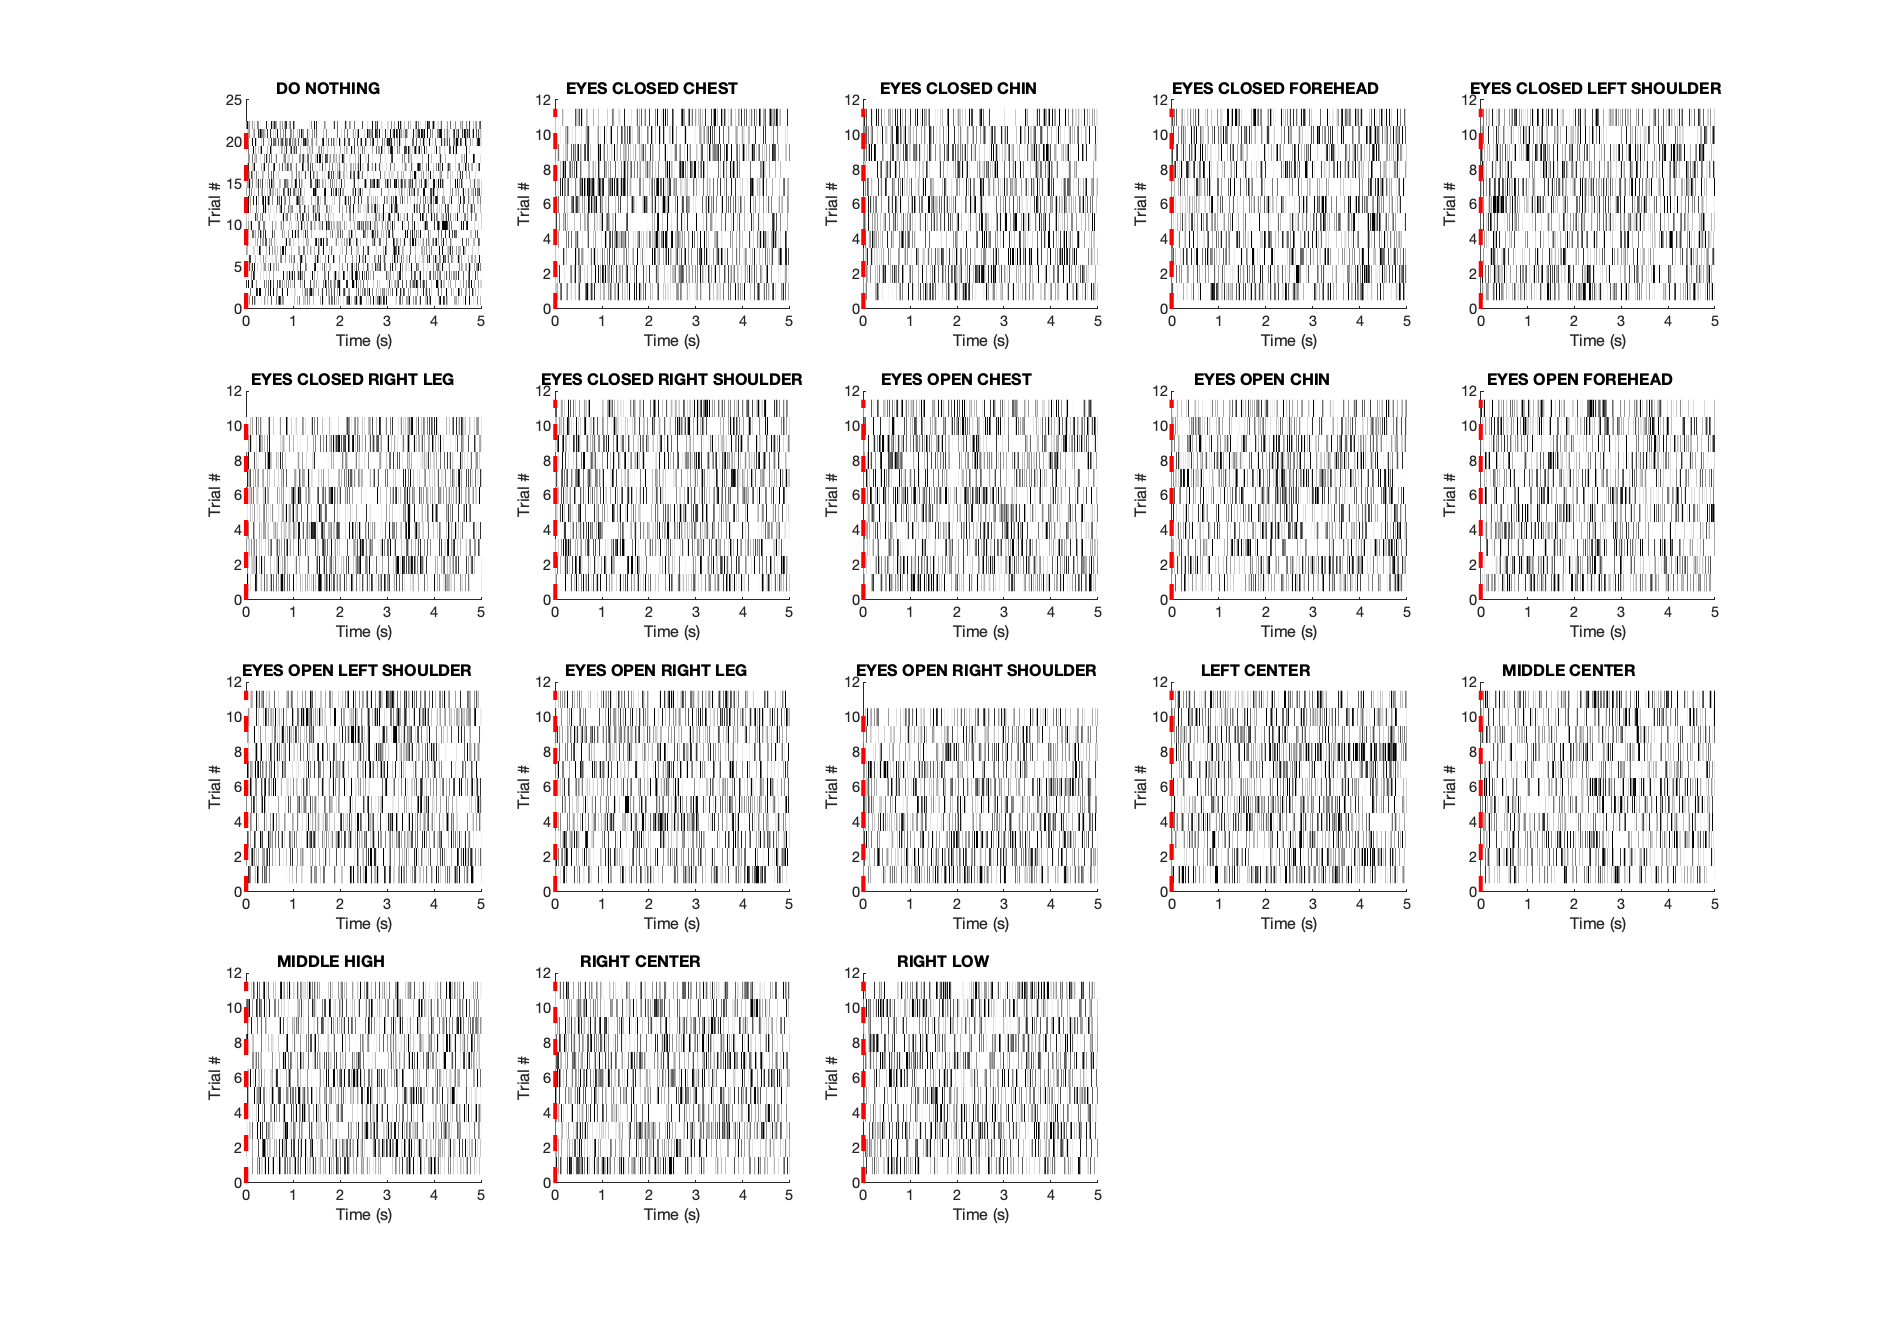 DO NOTHING
25
20
15
10
5
0
Trial #
0 1 2 3 4 5
Time (s)
EYES CLOSED CHEST
12
10
8
6
4
2
0
Trial #
0 1 2 3 4 5
Time (s)
EYES CLOSED CHIN
12
10
8
6
4
2
0
Trial #
0 1 2 3 4 5
Time (s)
EYES CLOSED FOREHEAD
12
10
8
6
4
2
0
Trial #
0 1 2 3 4 5
Time (s)
EYES CLOSED LEFT SHOULDER
12
10
8
6
4
2
0
Trial #
0 1 2 3 4 5
Time (s)
EYES CLOSED RIGHT LEG
12
10
8
6
4
2
0
Trial #
0 1 2 3 4 5
Time (s)
EYES CLOSED RIGHT SHOULDER
12
10
8
6
4
2
0
Trial #
0 1 2 3 4 5
Time (s)
EYES OPEN CHEST
12
10
8
6
4
2
0
Trial #
0 1 2 3 4 5
Time (s)
EYES OPEN CHIN
12
10
8
6
4
2
0
Trial #
0 1 2 3 4 5
Time (s)
EYES OPEN FOREHEAD
12
10
8
6
4
2
0
Trial #
0 1 2 3 4 5
Time (s)
EYES OPEN LEFT SHOULDER
12
10
8
6
4
2
0
Trial #
0 1 2 3 4 5
Time (s)
EYES OPEN RIGHT LEG
12
10
8
6
4
2
0
Trial #
0 1 2 3 4 5
Time (s)
EYES OPEN RIGHT SHOULDER
12
10
8
6
4
2
0
Trial #
0 1 2 3 4 5
Time (s)
LEFT CENTER
12
10
8
6
4
2
0
Trial #
0 1 2 3 4 5
Time (s)
MIDDLE CENTER
12
10
8
6
4
2
0
Trial #
0 1 2 3 4 5
Time (s)
MIDDLE HIGH
12
10
8
6
4
2
0
Trial #
0 1 2 3 4 5
Time (s)
RIGHT CENTER
12
10
8
6
4
2
0
Trial #
0 1 2 3 4 5
Time (s)
RIGHT LOW
12
10
8
6
4
2
0
Trial #
0 1 2 3 4 5
Time (s)